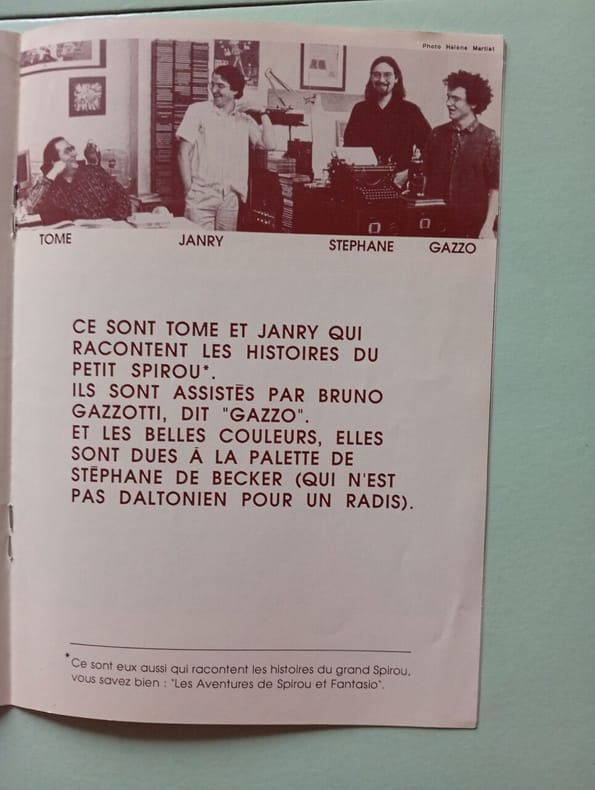 Photo Hélène Martiat
TOME JANRY STEPHANE GAZZO
CE SONT TOME ET JANRY QUI
RACONTENT LES HISTOIRES DU
PETIT SPIROU*.
ILS SONT ASSISTÉS PAR BRUNO
GAZZOTTI, DIT "GAZZO".
ET LES BELLES COULEURS, ELLES
SONT DUES À LA PALETTE DE
STÉPHANE DE BECKER (QUI N'EST
PAS DALTONIEN POUR UN RADIS).
*Ce sont eux aussi qui racontent les histoires du grand Spirou,
vous savez bien : "Les Aventures de Spirou et Fantasio".